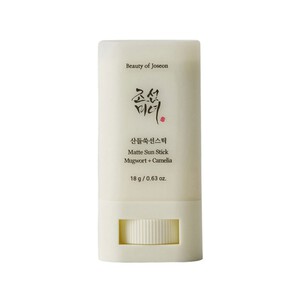 Beauty of Joseon
조선
미녀
산들쑥선스틱
Matte Sun Stick
Mugwort + Camelia
18 g / 0.63 oz.